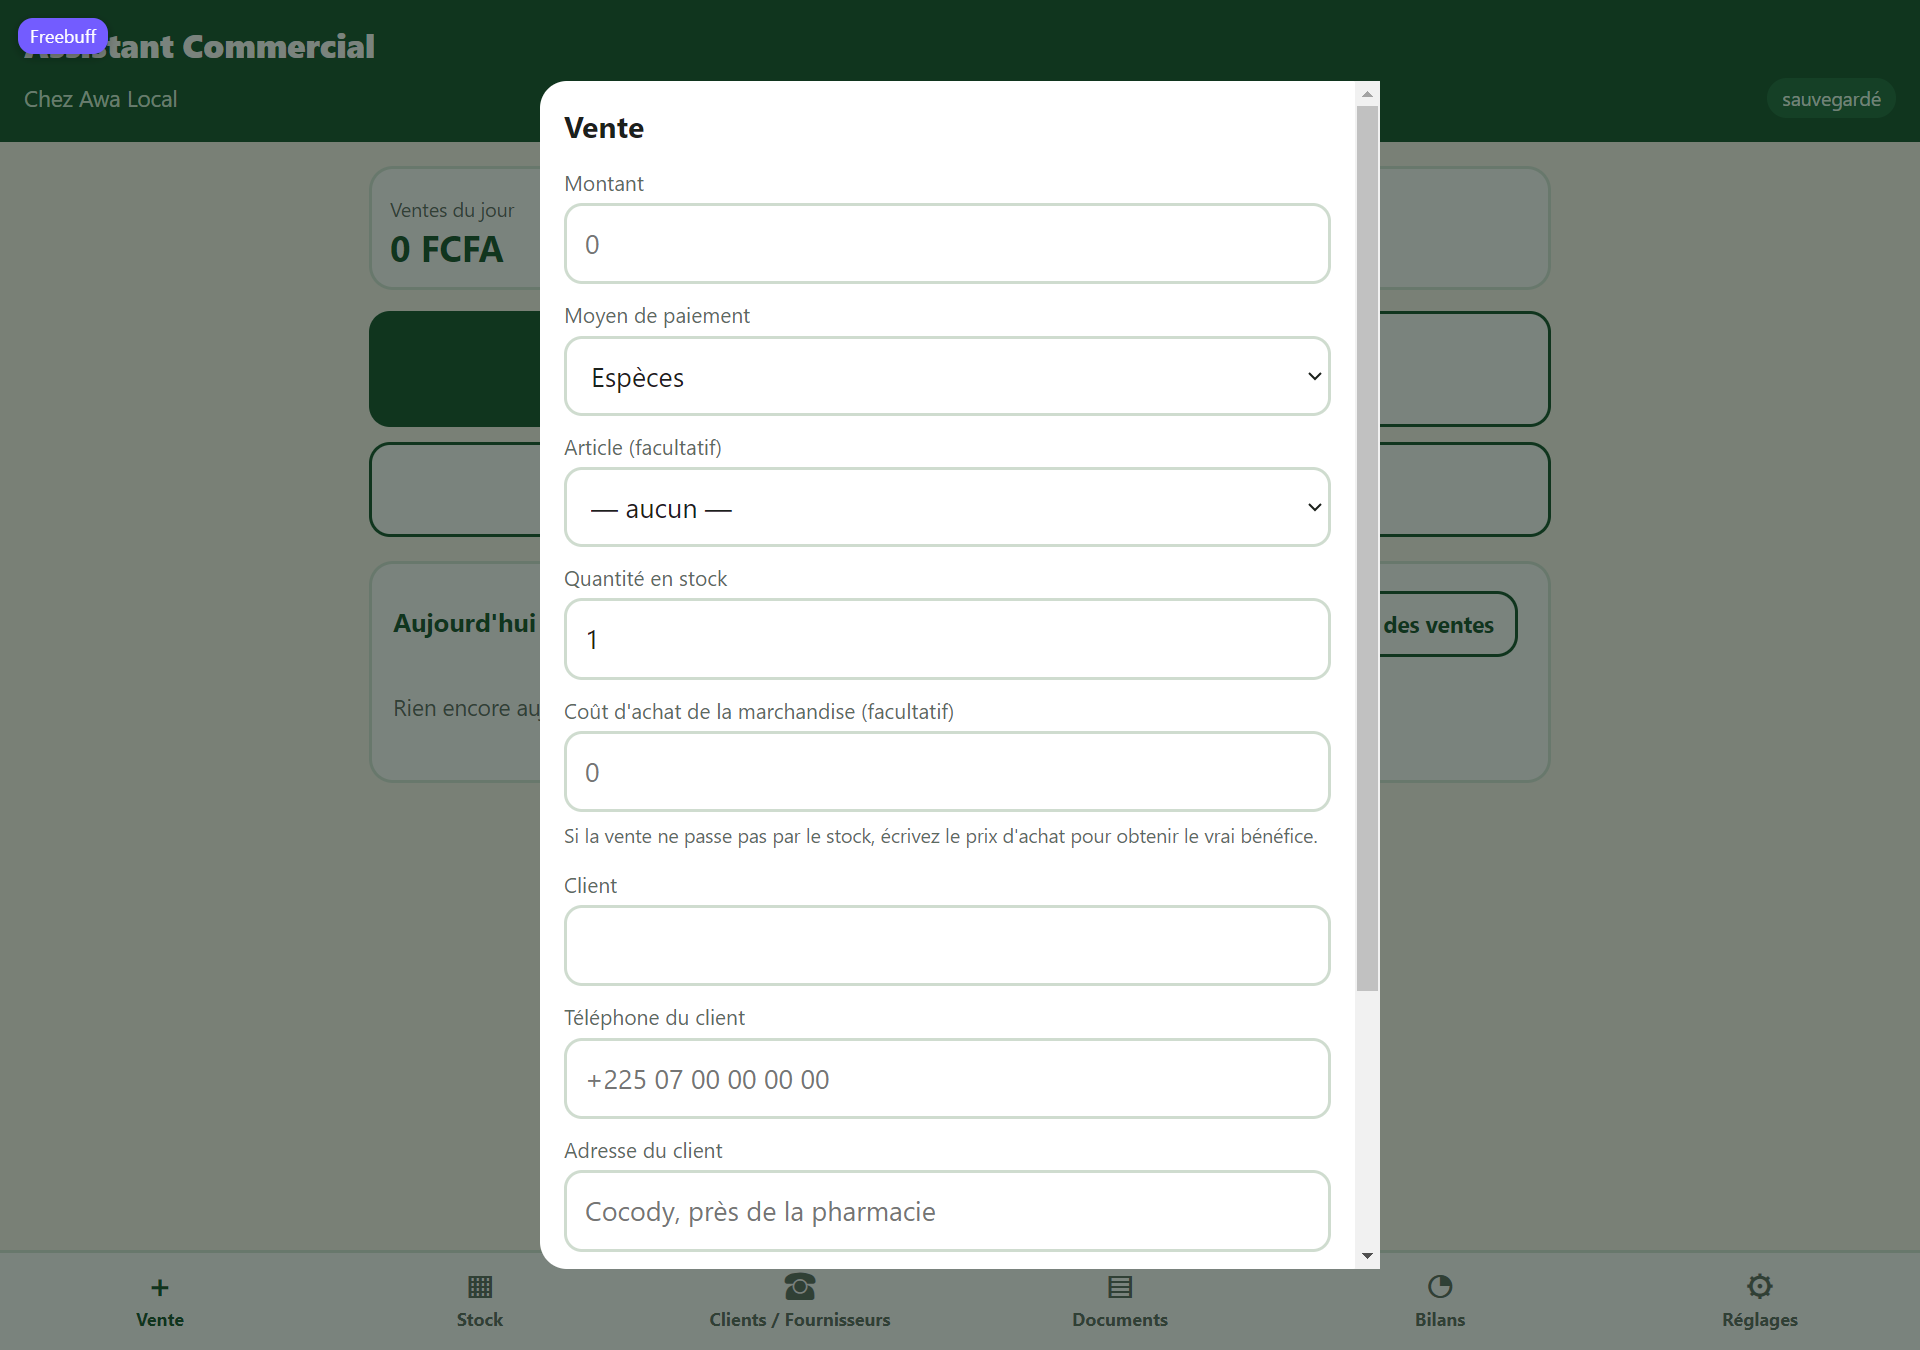 Freebuff
Assistant Commercial
Chez Awa Local
sauvegardé
Ventes du jour
0 FCFA
Aujourd'hui
des ventes
Rien encore
Vente
Montant
0
Moyen de paiement
Espèces
Article (facultatif)
— aucun —
Quantité en stock
1
Coût d'achat de la marchandise (facultatif)
0
Si la vente ne passe pas par le stock, écrivez le prix d'achat pour obtenir le vrai bénéfice.
Client
Téléphone du client
+225 07 00 00 00 00
Adresse du client
Cocody, près de la pharmacie
Vente
Stock
Clients / Fournisseurs
Documents
Bilans
Réglages